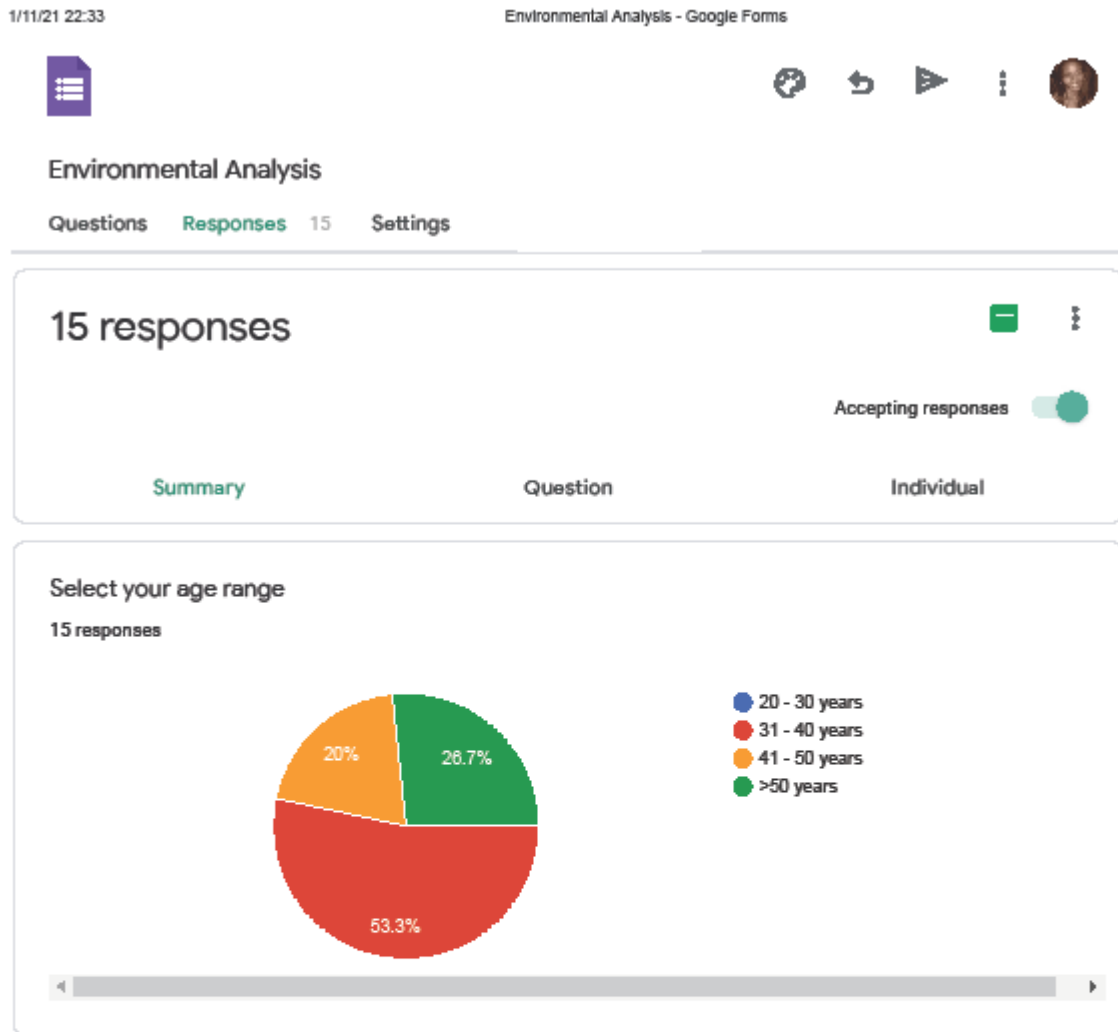 1/11/21 22:33 Environmental Analysis - Google Forms
Environmental Analysis
Questions Responses 15 Settings
15 responses
Accepting responses
Summary Question Individual
Select your age range
15 responses
20 - 30 years
31 - 40 years
41 - 50 years
>50 years
20%
26.7%
53.3%